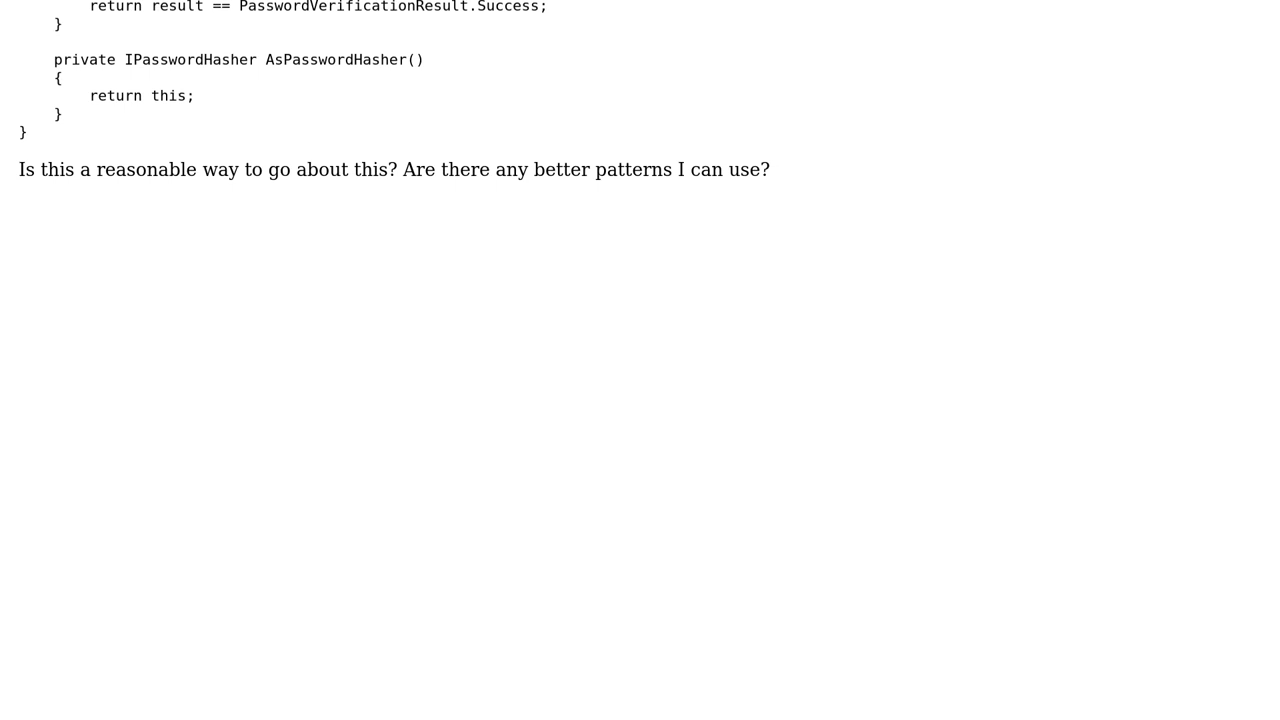 return result == PasswordVerificationResult.Success;
    }

    private IPasswordHasher AsPasswordHasher()
    {
        return this;
    }
}
Is this a reasonable way to go about this? Are there any better patterns I can use?